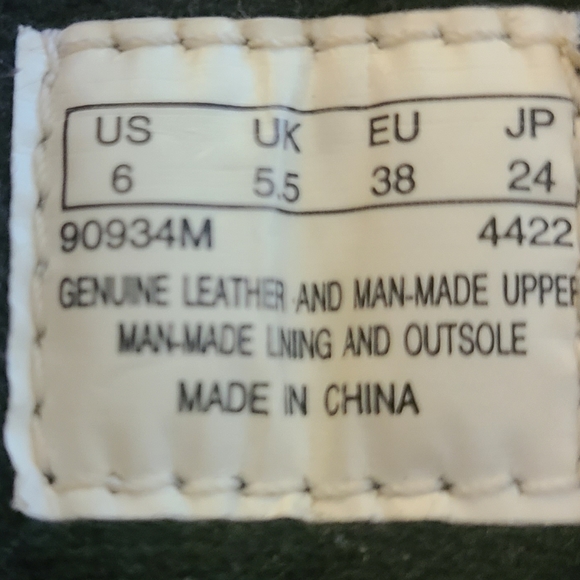 US UK EU JP
6 5.5 38 24
90934M 4422
GENUINE LEATHER AND MAN-MADE UPPER
MAN-MADE LINING AND OUTSOLE
MADE IN CHINA